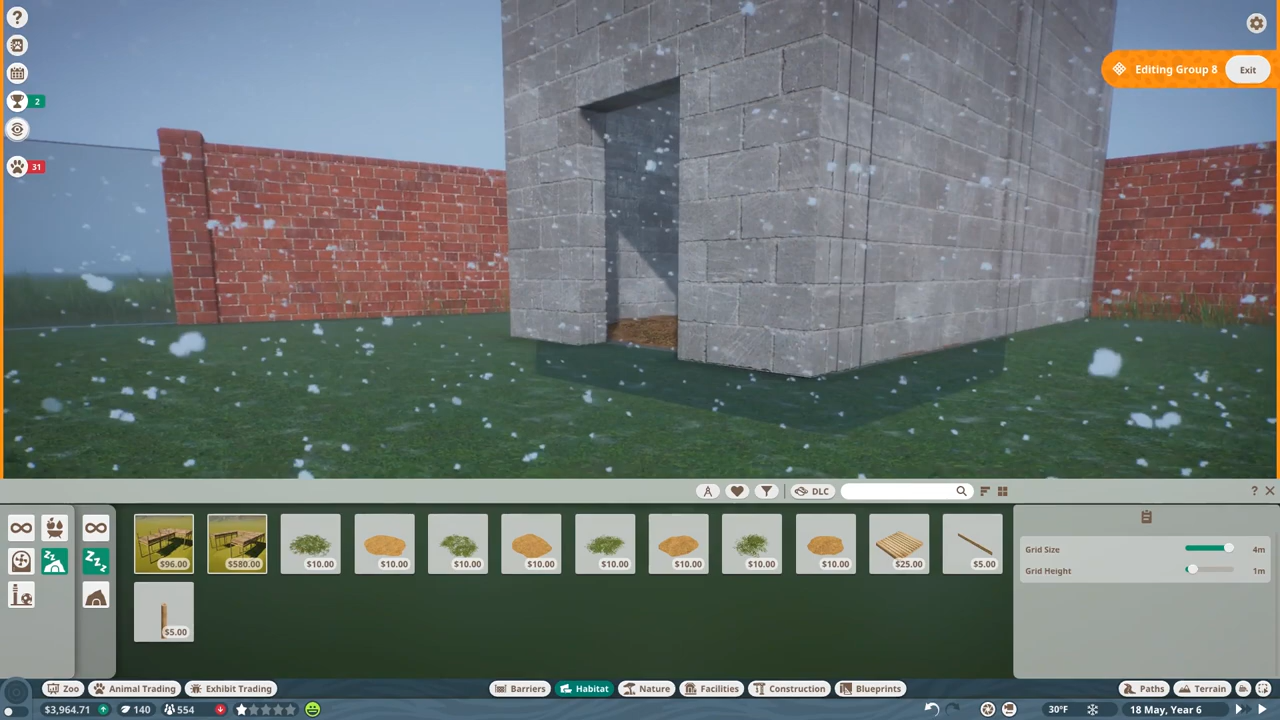 ?
Editing Group 8
Exit
2
31
DLC
?
$96.00
$580.00
$10.00
$10.00
$10.00
$10.00
$10.00
$10.00
$10.00
$10.00
$25.00
$5.00
$5.00
Grid Size
4m
Grid Height
1m
Zoo
Animal Trading
Exhibit Trading
Barriers
Habitat
Nature
Facilities
Construction
Blueprints
Paths
Terrain
$3,964.71
140
554
30°F
18 May, Year 6